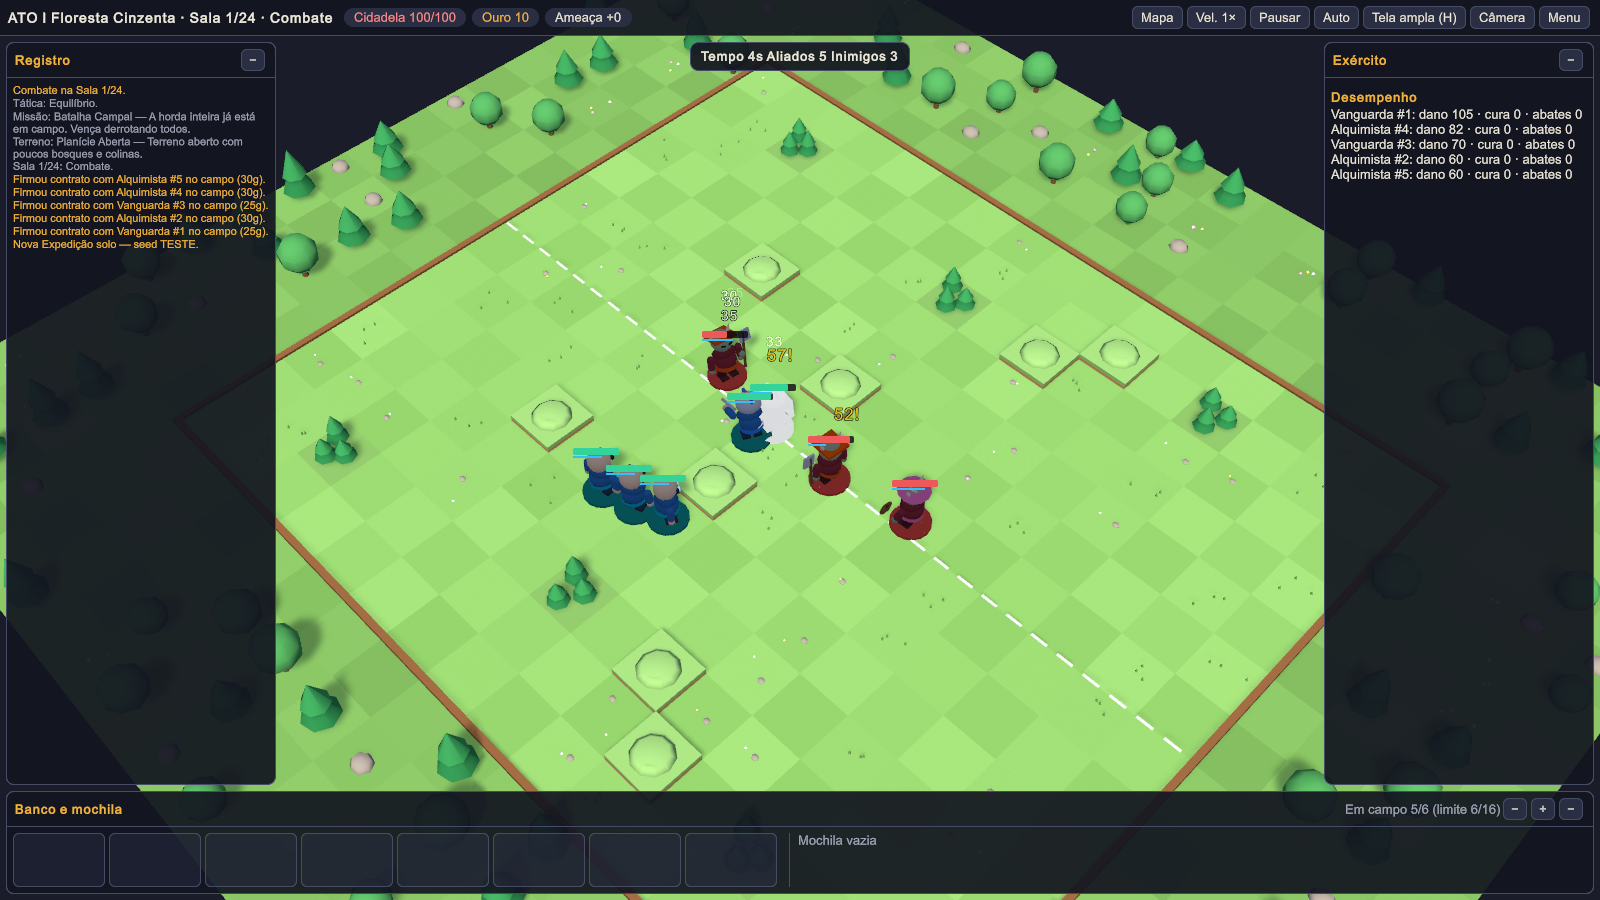 ATO I Floresta Cinzenta · Sala 1/24 · Combate
Cidadela 100/100
Ouro 10
Ameaça +0
Mapa
Vel. 1×
Pausar
Auto
Tela ampla (H)
Câmera
Menu
Tempo 4s Aliados 5 Inimigos 3
Registro
−
Combate na Sala 1/24.
Tática: Equilíbrio.
Missão: Batalha Campal — A horda inteira já está
em campo. Vença derrotando todos.
Terreno: Planície Aberta — Terreno aberto com
poucos bosques e colinas.
Sala 1/24: Combate.
Firmou contrato com Alquimista #5 no campo (30g).
Firmou contrato com Alquimista #4 no campo (30g).
Firmou contrato com Vanguarda #3 no campo (25g).
Firmou contrato com Alquimista #2 no campo (30g).
Firmou contrato com Vanguarda #1 no campo (25g).
Nova Expedição solo — seed TESTE.
Exército
−
Desempenho
Vanguarda #1: dano 105 · cura 0 · abates 0
Alquimista #4: dano 82 · cura 0 · abates 0
Vanguarda #3: dano 70 · cura 0 · abates 0
Alquimista #2: dano 60 · cura 0 · abates 0
Alquimista #5: dano 60 · cura 0 · abates 0
30
30
35
33
57!
52!
Banco e mochila
Em campo 5/6 (limite 6/16)
−
+
−
Mochila vazia